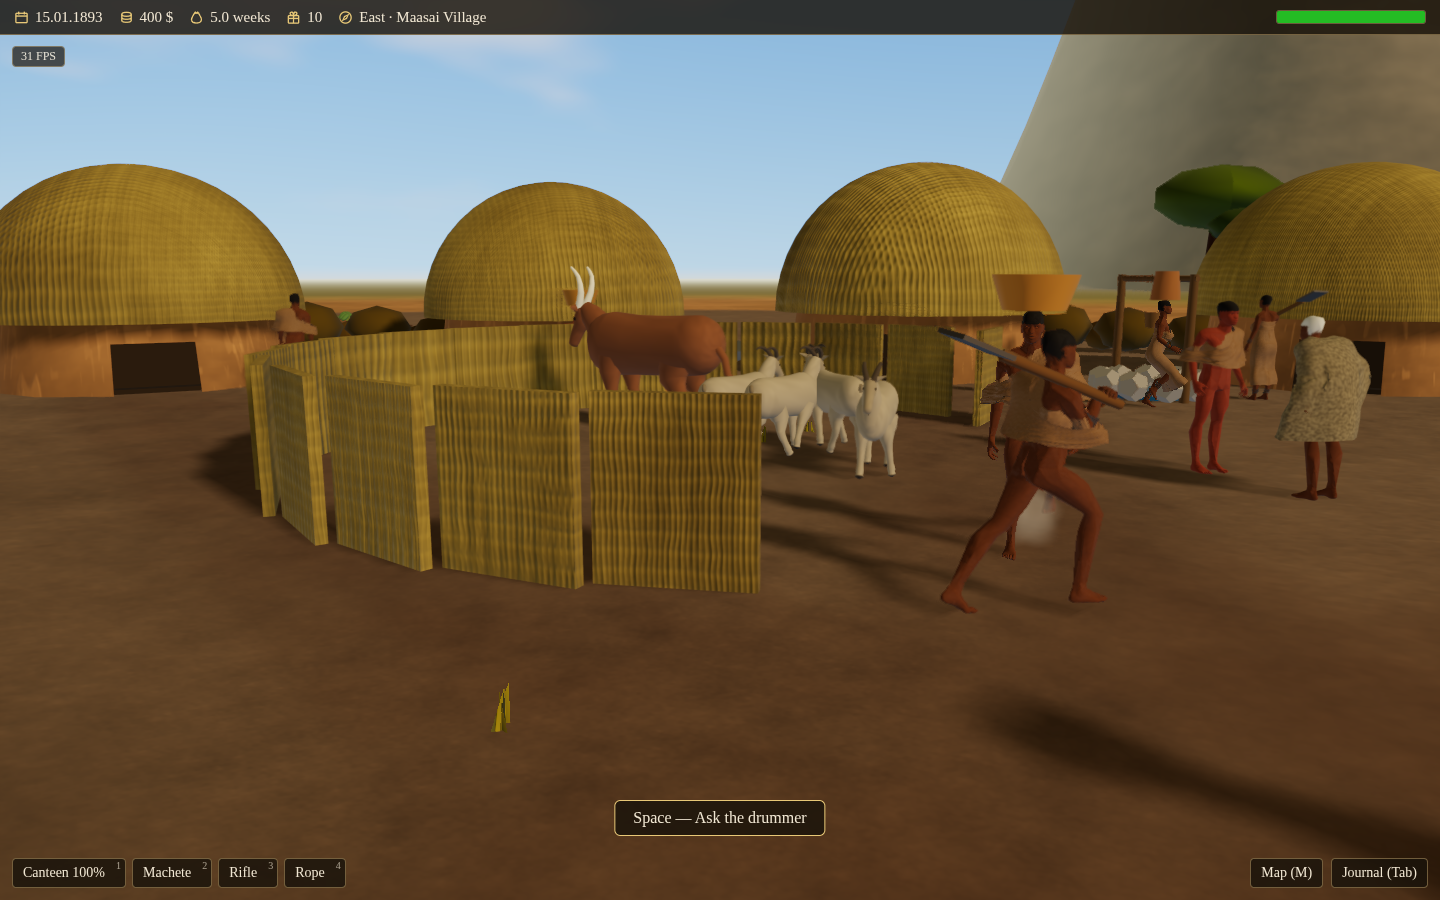 15.01.1893 400 $ 5.0 weeks 10 East · Maasai Village
31 FPS
Space — Ask the drummer
Canteen 100% 1 Machete 2 Rifle 3 Rope 4 Map (M) Journal (Tab)